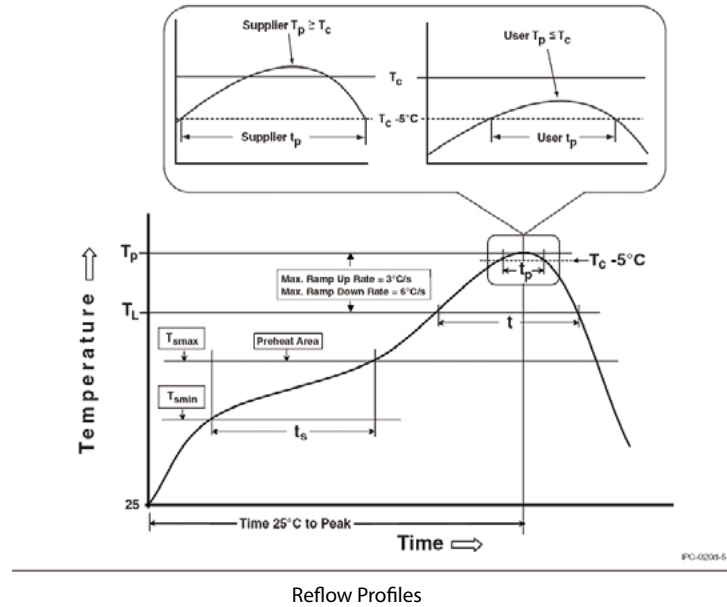 Supplier Tp ≥ Tc
User Tp ≤ Tc
Tc
Tc -5°C
Supplier tp
User tp
Tp
Tc -5°C
tp
Max. Ramp Up Rate = 3°C/s
Max. Ramp Down Rate = 6°C/s
TL
t
Tsmax
Preheat Area
Tsmin
ts
Temperature
25
Time 25°C to Peak
Time
IPC-020d-5
Reflow Profiles